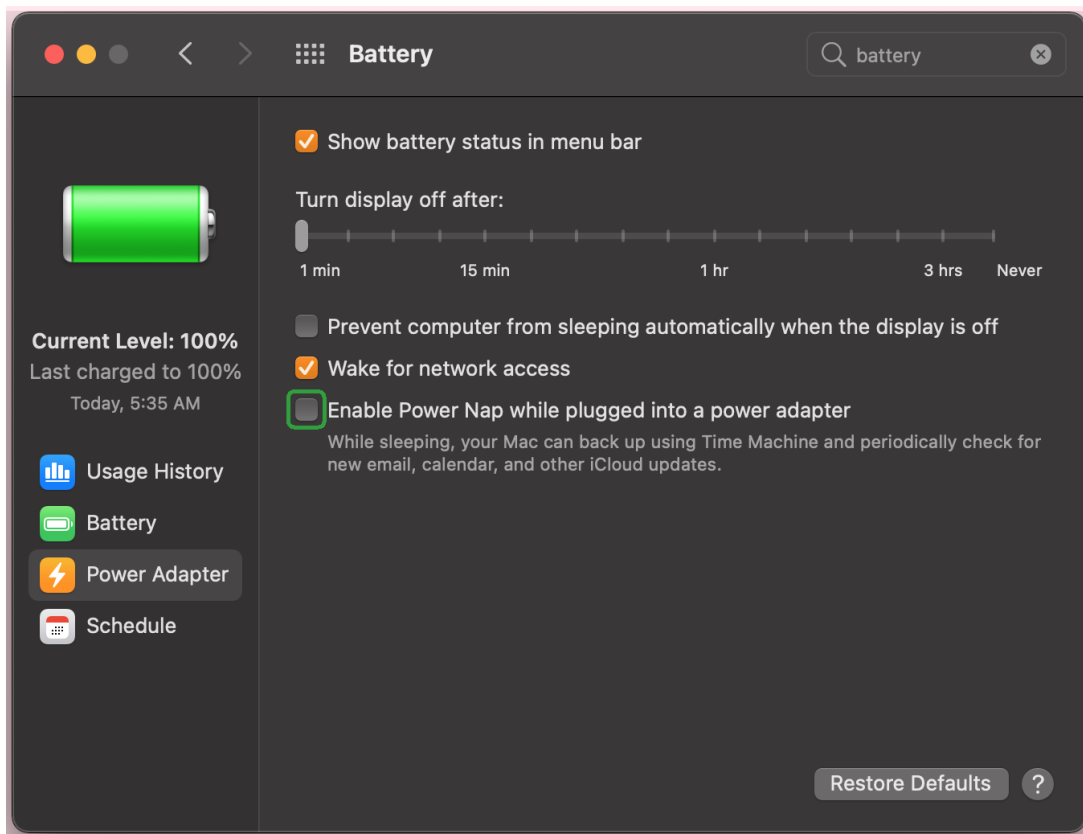 Battery
battery
Show battery status in menu bar
Turn display off after:
1 min 15 min 1 hr 3 hrs Never
Prevent computer from sleeping automatically when the display is off
Wake for network access
Enable Power Nap while plugged into a power adapter
While sleeping, your Mac can back up using Time Machine and periodically check for
new email, calendar, and other iCloud updates.
Current Level: 100%
Last charged to 100%
Today, 5:35 AM
Usage History
Battery
Power Adapter
Schedule
Restore Defaults ?